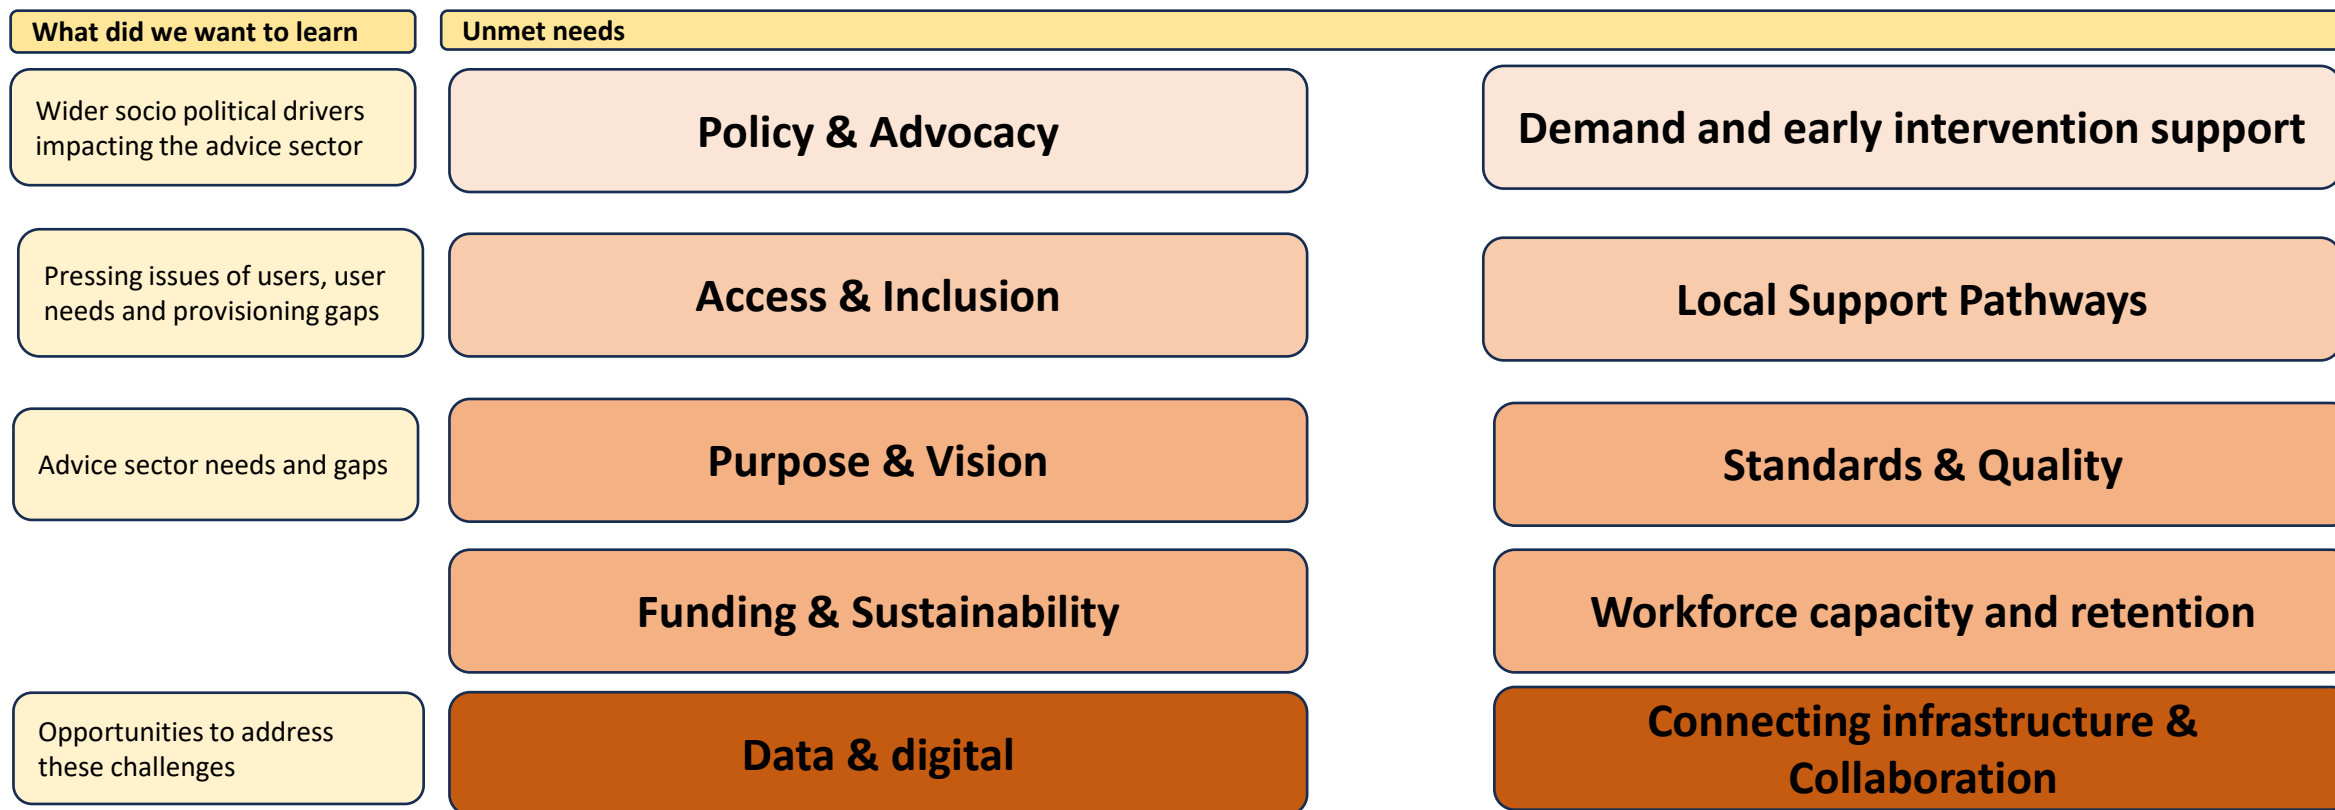 What did we want to learn
Unmet needs
Wider socio political drivers
impacting the advice sector
Policy & Advocacy
Demand and early intervention support
Pressing issues of users, user
needs and provisioning gaps
Access & Inclusion
Local Support Pathways
Advice sector needs and gaps
Purpose & Vision
Standards & Quality
Funding & Sustainability
Workforce capacity and retention
Opportunities to address
these challenges
Data & digital
Connecting infrastructure &
Collaboration